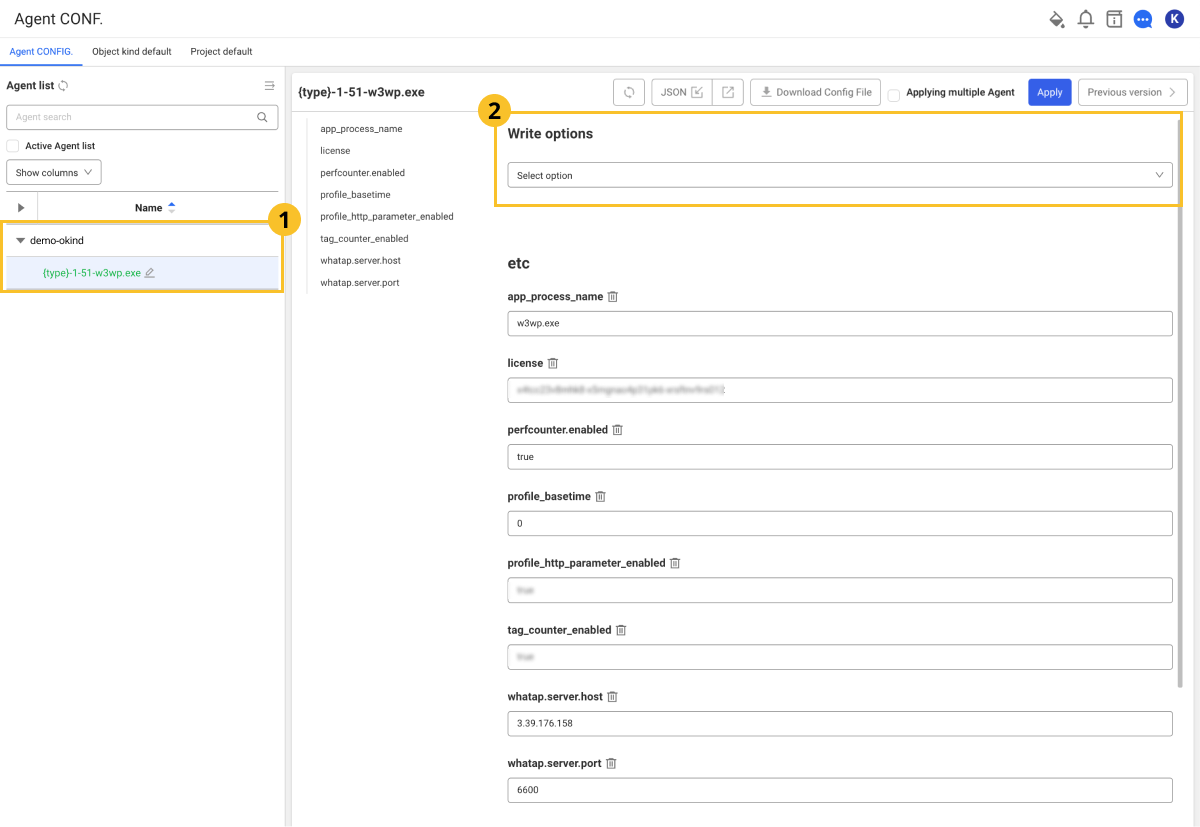 Agent CONF.
K
Agent CONFIG.
Object kind default
Project default
Agent list
Agent search
Active Agent list
Show columns
Name
1
demo-okind
{type}-1-51-w3wp.exe
{type}-1-51-w3wp.exe
JSON
Download Config File
Applying multiple Agent
Apply
Previous version
app_process_name
license
perfcounter.enabled
profile_basetime
profile_http_parameter_enabled
tag_counter_enabled
whatap.server.host
whatap.server.port
2
Write options
Select option
etc
app_process_name
w3wp.exe
license
perfcounter.enabled
true
profile_basetime
0
profile_http_parameter_enabled
true
tag_counter_enabled
true
whatap.server.host
3.39.176.158
whatap.server.port
6600